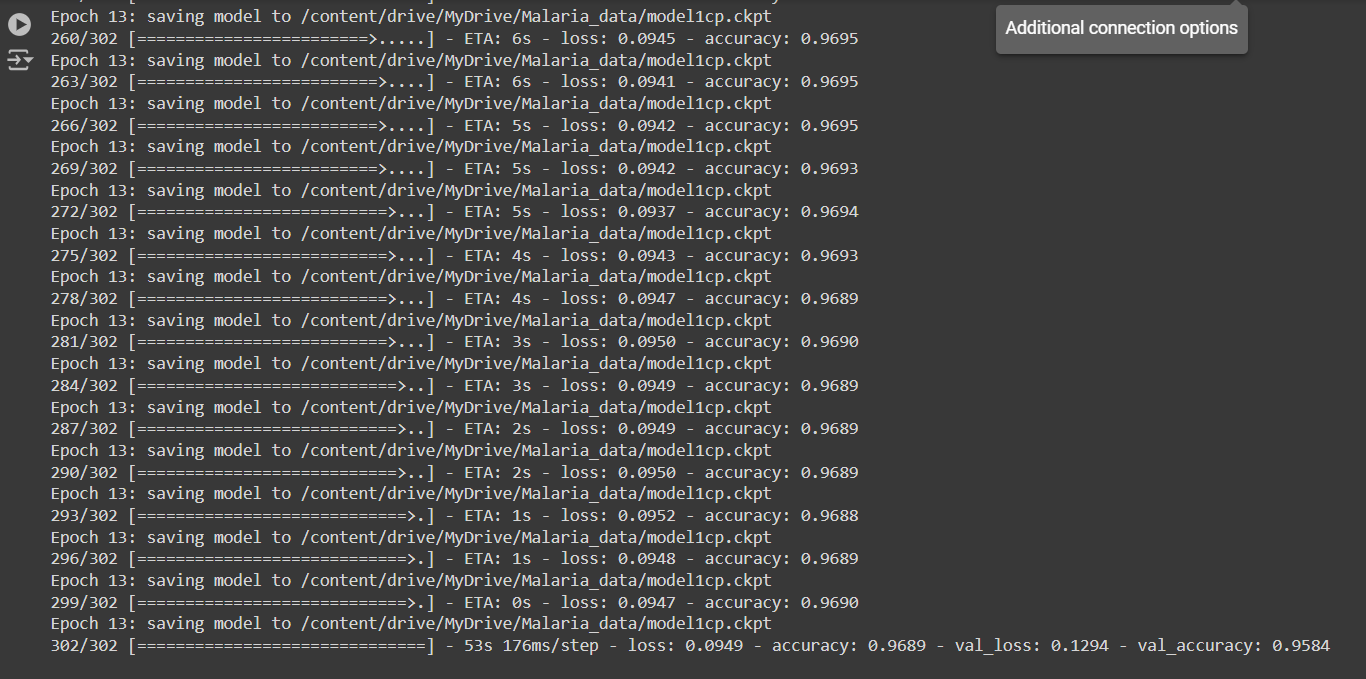 Epoch 13: saving model to /content/drive/MyDrive/Malaria_data/model1cp.ckpt
260/302 [========================>.....] - ETA: 6s - loss: 0.0945 - accuracy: 0.9695
Epoch 13: saving model to /content/drive/MyDrive/Malaria_data/model1cp.ckpt
263/302 [=========================>....] - ETA: 6s - loss: 0.0941 - accuracy: 0.9695
Epoch 13: saving model to /content/drive/MyDrive/Malaria_data/model1cp.ckpt
266/302 [=========================>....] - ETA: 5s - loss: 0.0942 - accuracy: 0.9695
Epoch 13: saving model to /content/drive/MyDrive/Malaria_data/model1cp.ckpt
269/302 [=========================>....] - ETA: 5s - loss: 0.0942 - accuracy: 0.9693
Epoch 13: saving model to /content/drive/MyDrive/Malaria_data/model1cp.ckpt
272/302 [==========================>...] - ETA: 5s - loss: 0.0937 - accuracy: 0.9694
Epoch 13: saving model to /content/drive/MyDrive/Malaria_data/model1cp.ckpt
275/302 [==========================>...] - ETA: 4s - loss: 0.0943 - accuracy: 0.9693
Epoch 13: saving model to /content/drive/MyDrive/Malaria_data/model1cp.ckpt
278/302 [==========================>...] - ETA: 4s - loss: 0.0947 - accuracy: 0.9689
Epoch 13: saving model to /content/drive/MyDrive/Malaria_data/model1cp.ckpt
281/302 [==========================>...] - ETA: 3s - loss: 0.0950 - accuracy: 0.9690
Epoch 13: saving model to /content/drive/MyDrive/Malaria_data/model1cp.ckpt
284/302 [===========================>..] - ETA: 3s - loss: 0.0949 - accuracy: 0.9689
Epoch 13: saving model to /content/drive/MyDrive/Malaria_data/model1cp.ckpt
287/302 [===========================>..] - ETA: 2s - loss: 0.0949 - accuracy: 0.9689
Epoch 13: saving model to /content/drive/MyDrive/Malaria_data/model1cp.ckpt
290/302 [===========================>..] - ETA: 2s - loss: 0.0950 - accuracy: 0.9689
Epoch 13: saving model to /content/drive/MyDrive/Malaria_data/model1cp.ckpt
293/302 [============================>.] - ETA: 1s - loss: 0.0952 - accuracy: 0.9688
Epoch 13: saving model to /content/drive/MyDrive/Malaria_data/model1cp.ckpt
296/302 [============================>.] - ETA: 1s - loss: 0.0948 - accuracy: 0.9689
Epoch 13: saving model to /content/drive/MyDrive/Malaria_data/model1cp.ckpt
299/302 [============================>.] - ETA: 0s - loss: 0.0947 - accuracy: 0.9690
Epoch 13: saving model to /content/drive/MyDrive/Malaria_data/model1cp.ckpt
302/302 [==============================] - 53s 176ms/step - loss: 0.0949 - accuracy: 0.9689 - val_loss: 0.1294 - val_accuracy: 0.9584
Additional connection options